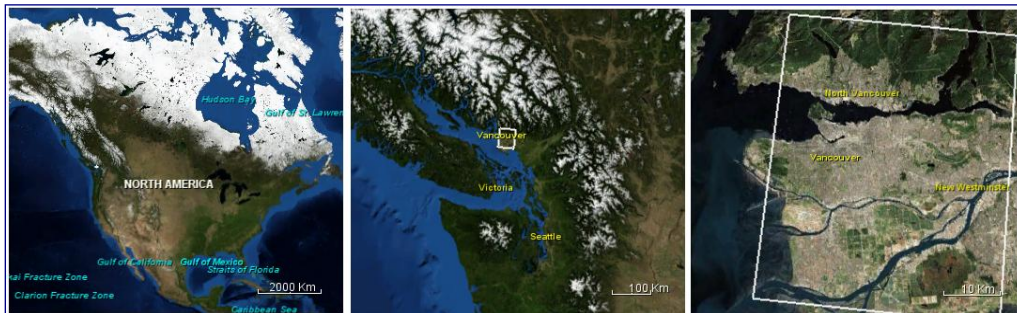 Hudson Bay
Gulf of St. Lawren
NORTH AMERICA
Gulf of California
Gulf of Mexico
Straits of Florida
kai Fracture Zone
Clarion Fracture Zone
2000 Km
Caribbean Sea
Vancouver
Victoria
Seattle
100 Km
North Vancouver
Vancouver
New Westminster
10 Km